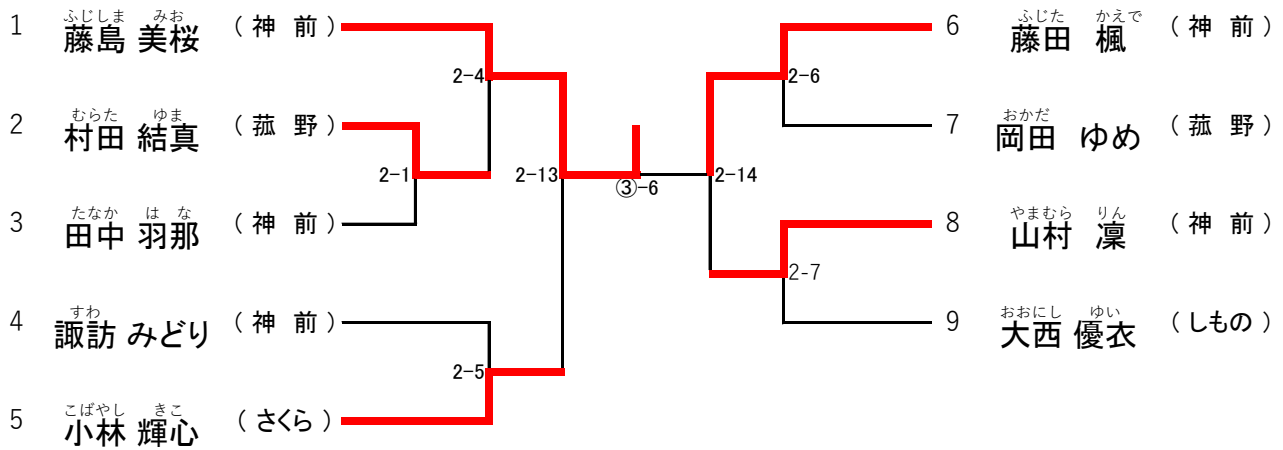 ふじしま みお
1 藤島 美桜 （ 神 前 ）
2-4
むらた ゆま
2 村田 結真 （ 菰 野 ）
2-1
たなか は な
3 田中 羽那 （ 神 前 ）
2-13
すわ
4 諏訪 みどり （ 神 前 ）
2-5
こばやし きこ
5 小林 輝心 （ さくら ）
③-6
ふじた かえで
6 藤田 楓 （ 神 前 ）
2-6
おかだ
7 岡田 ゆめ （ 菰 野 ）
2-14
やまむら りん
8 山村 凜 （ 神 前 ）
2-7
おおにし ゆい
9 大西 優衣 （ しもの ）